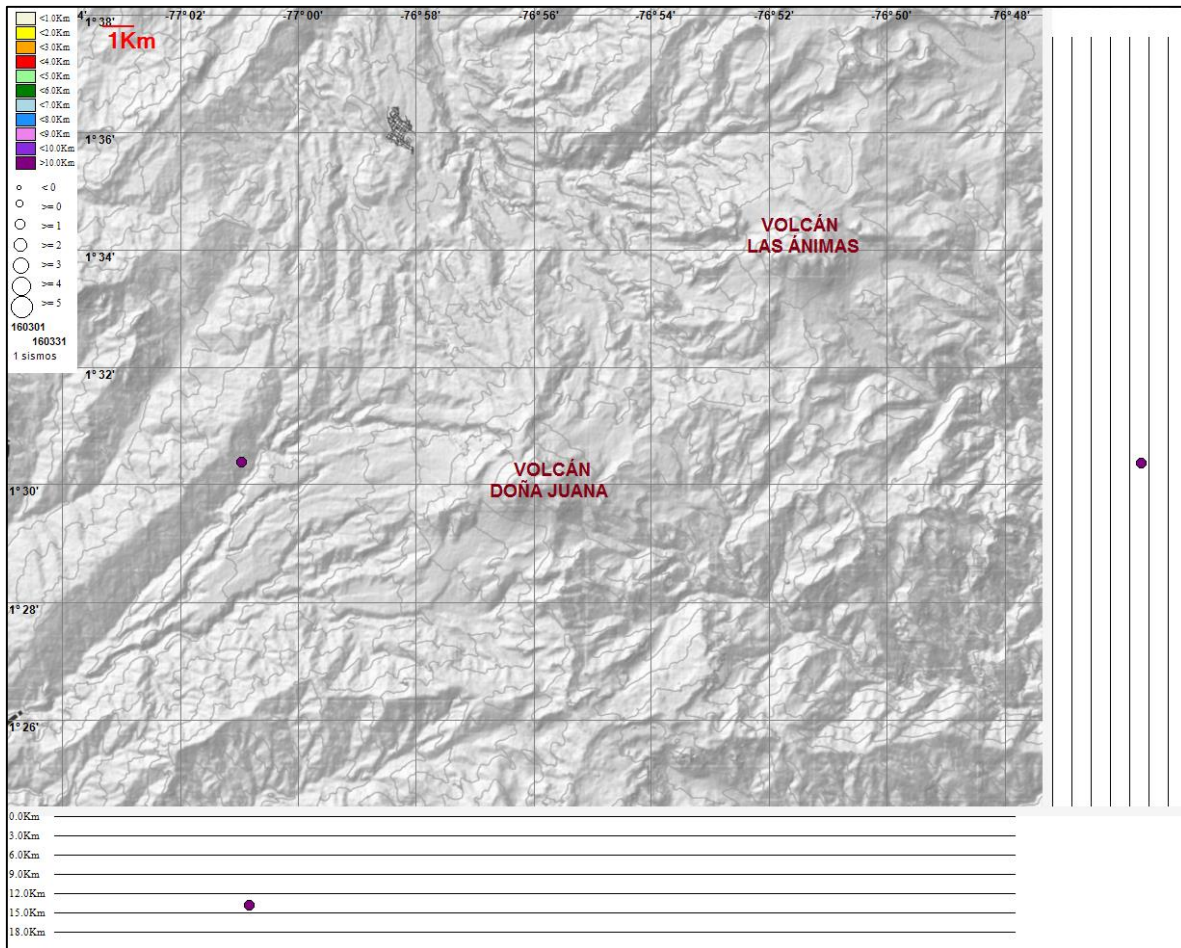 4' -77°02' -77°00' -76°58' -76°56' -76°54' -76°52' -76°50' -76°48'
1°38'
1Km
<1.0Km
<2.0Km
<3.0Km
<4.0Km
<5.0Km
<6.0Km
<7.0Km
<8.0Km
<9.0Km
<10.0Km
>10.0Km
< 0
>= 0
>= 1
>= 2
>= 3
>= 4
>= 5
160301
160331
1 sismos
1°36'
1°34'
1°32'
1°30'
1°28'
1°26'
VOLCÁN
LAS ÁNIMAS
VOLCÁN
DOÑA JUANA
0.0Km
3.0Km
6.0Km
9.0Km
12.0Km
15.0Km
18.0Km